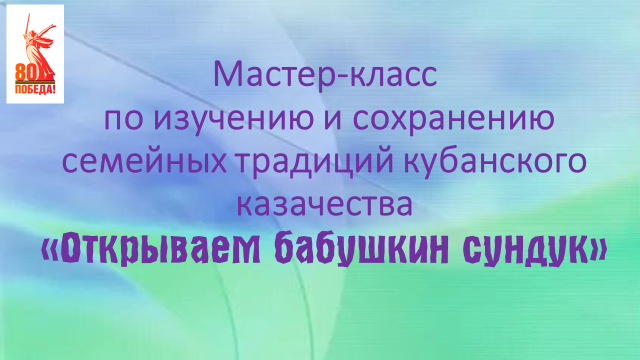 80
ПОБЕДА!
Мастер-класс
по изучению и сохранению
семейных традиций кубанского
казачества
«Открываем бабушкин сундук»